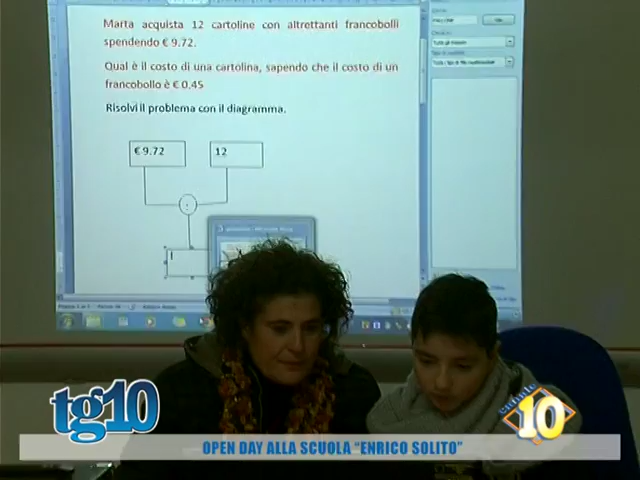 Marta acquista 12 cartoline con altrettanti francobolli
spendendo € 9.72.
Qual è il costo di una cartolina, sapendo che il costo di un
francobollo è € 0,45
Risolvi il problema con il diagramma.
€ 9.72
12
tg10
10
OPEN DAY ALLA SCUOLA "ENRICO SOLITO"